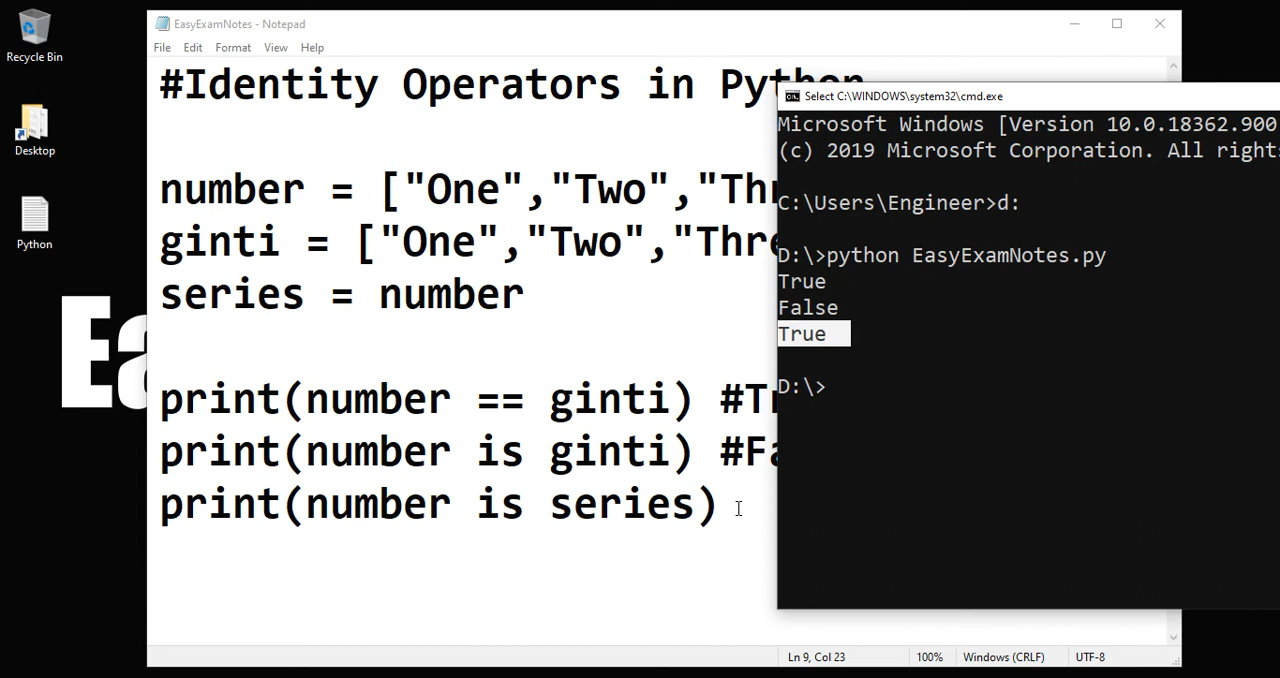 Recycle Bin
Desktop
Python
Ea
EasyExamNotes - Notepad
File Edit Format View Help
#Identity Operators in Python
number = ["One","Two","Thr
ginti = ["One","Two","Thre
series = number
print(number == ginti) #T
print(number is ginti) #Fa
print(number is series)
Ln 9, Col 23 100% Windows (CRLF) UTF-8
Select C:\WINDOWS\system32\cmd.exe
Microsoft Windows [Version 10.0.18362.900
(c) 2019 Microsoft Corporation. All rights
C:\Users\Engineer>d:
D:\>python EasyExamNotes.py
True
False
True
D:\>